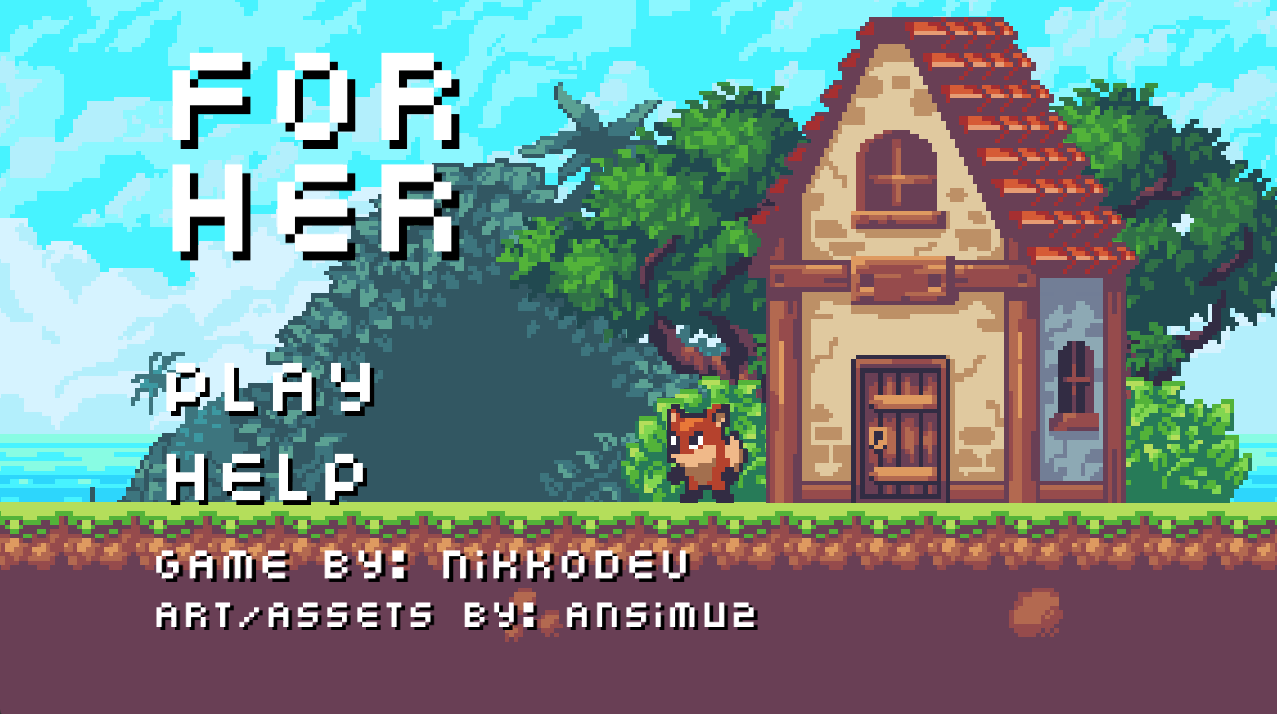 FOR
HER
PLAY
HELP
GAME BY: NiKKODEV
ART/ASSETS BY: ANSiMUZ